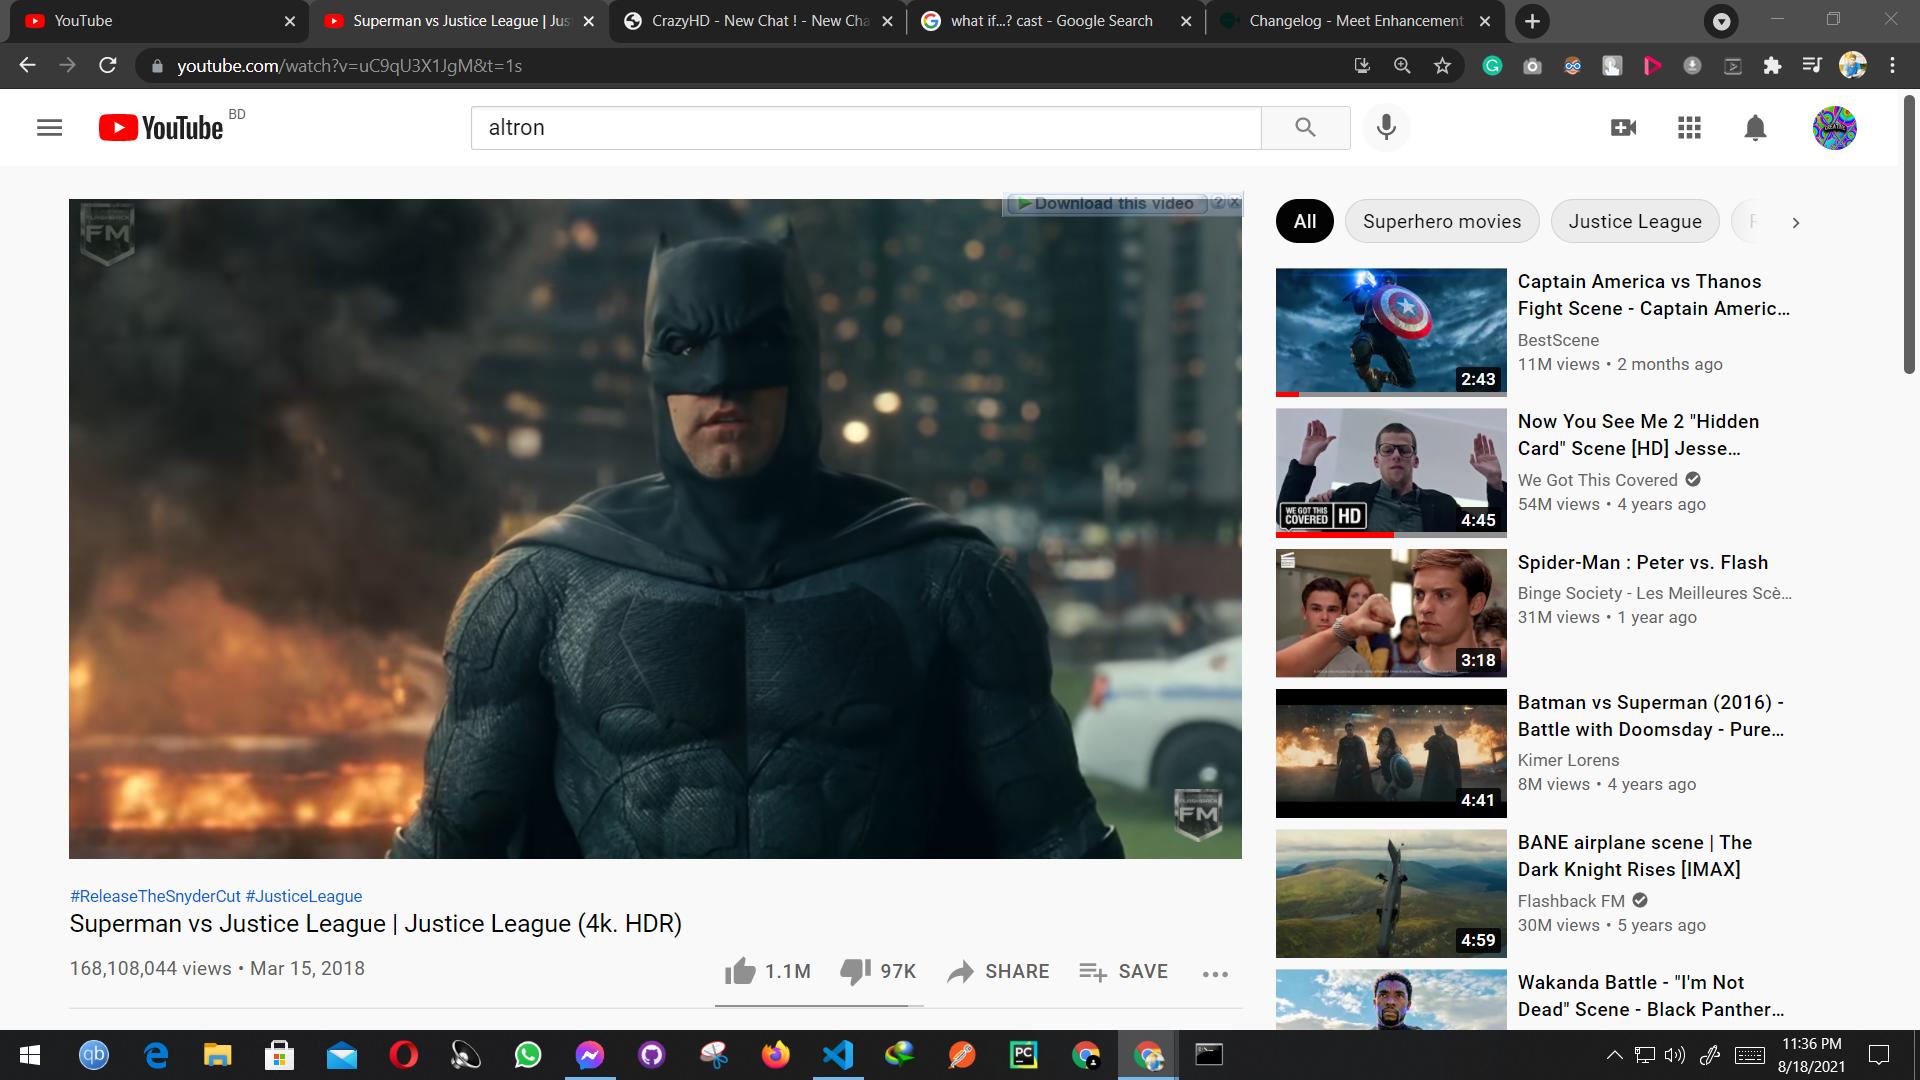 YouTube
Superman vs Justice League | Jus
CrazyHD - New Chat ! - New Cha
what if...? cast - Google Search
Changelog - Meet Enhancement
youtube.com/watch?v=uC9qU3X1JgM&t=1s
YouTube BD
altron
Download this video ? x
FLASHBACK
FM
FLASHBACK
FM
#ReleaseTheSnyderCut #JusticeLeague
Superman vs Justice League | Justice League (4k. HDR)
168,108,044 views • Mar 15, 2018
1.1M 97K SHARE SAVE
All Superhero movies Justice League
Captain America vs Thanos
Fight Scene - Captain Americ...
BestScene
11M views • 2 months ago
2:43
Now You See Me 2 "Hidden
Card" Scene [HD] Jesse...
We Got This Covered
54M views • 4 years ago
WE GOT THIS
COVERED HD
4:45
Spider-Man : Peter vs. Flash
Binge Society - Les Meilleures Scè...
31M views • 1 year ago
3:18
Batman vs Superman (2016) -
Battle with Doomsday - Pure...
Kimer Lorens
8M views • 4 years ago
4:41
BANE airplane scene | The
Dark Knight Rises [IMAX]
Flashback FM
30M views • 5 years ago
4:59
Wakanda Battle - "I'm Not
Dead" Scene - Black Panther...
qb
PC
11:36 PM
8/18/2021